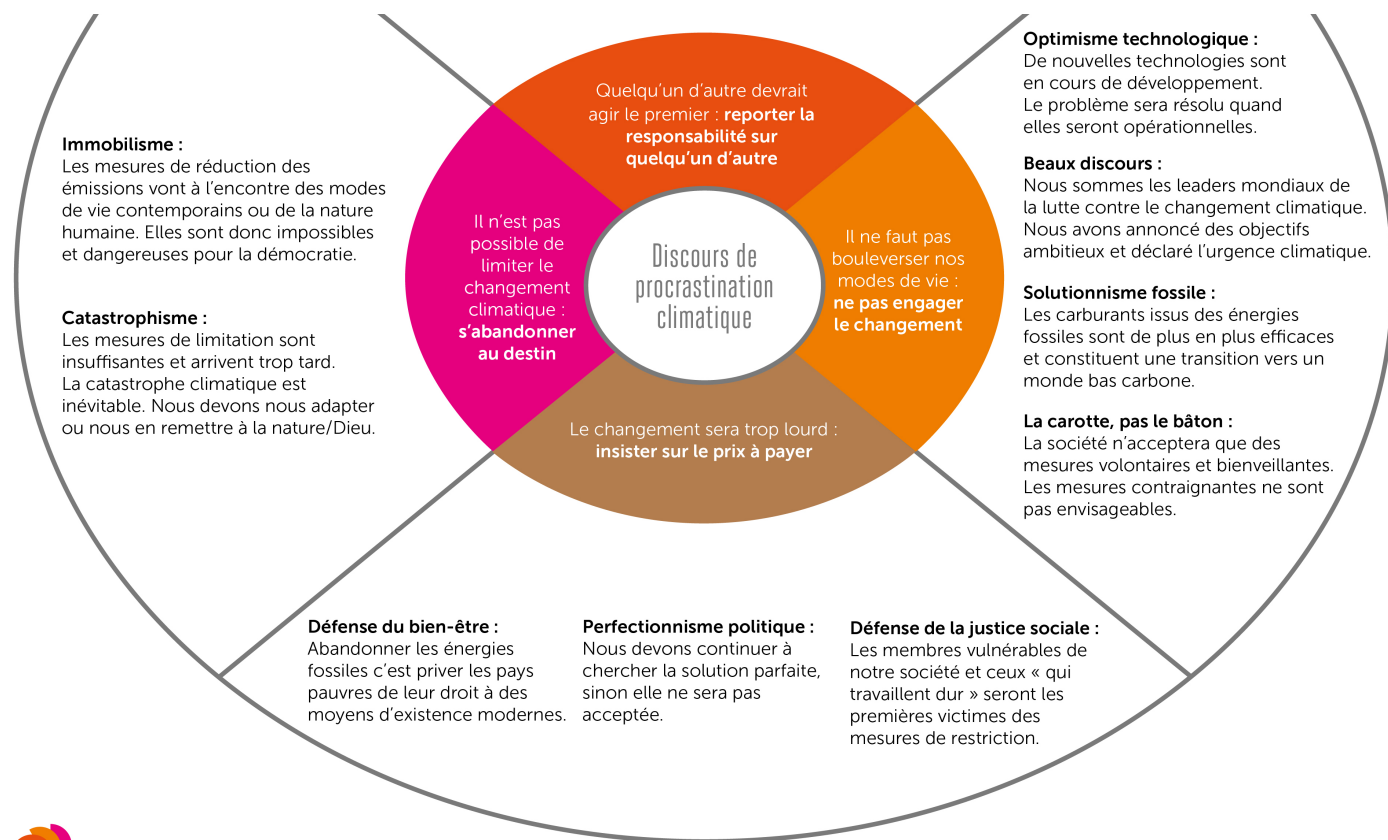 Quelqu'un d'autre devrait
agir le premier : reporter la
responsabilité sur
quelqu'un d'autre
Il n'est pas
possible de
limiter le
changement
climatique :
s'abandonner
au destin
Discours de
procrastination
climatique
Il ne faut pas
bouleverser nos
modes de vie :
ne pas engager
le changement
Le changement sera trop lourd :
insister sur le prix à payer
Immobilisme :
Les mesures de réduction des
émissions vont à l'encontre des modes
de vie contemporains ou de la nature
humaine. Elles sont donc impossibles
et dangereuses pour la démocratie.
Catastrophisme :
Les mesures de limitation sont
insuffisantes et arrivent trop tard.
La catastrophe climatique est
inévitable. Nous devons nous adapter
ou nous en remettre à la nature/Dieu.
Optimisme technologique :
De nouvelles technologies sont
en cours de développement.
Le problème sera résolu quand
elles seront opérationnelles.
Beaux discours :
Nous sommes les leaders mondiaux de
la lutte contre le changement climatique.
Nous avons annoncé des objectifs
ambitieux et déclaré l'urgence climatique.
Solutionnisme fossile :
Les carburants issus des énergies
fossiles sont de plus en plus efficaces
et constituent une transition vers un
monde bas carbone.
La carotte, pas le bâton :
La société n'acceptera que des
mesures volontaires et bienveillantes.
Les mesures contraignantes ne sont
pas envisageables.
Défense du bien-être :
Abandonner les énergies
fossiles c'est priver les pays
pauvres de leur droit à des
moyens d'existence modernes.
Perfectionnisme politique :
Nous devons continuer à
chercher la solution parfaite,
sinon elle ne sera pas
acceptée.
Défense de la justice sociale :
Les membres vulnérables de
notre société et ceux « qui
travaillent dur » seront les
premières victimes des
mesures de restriction.